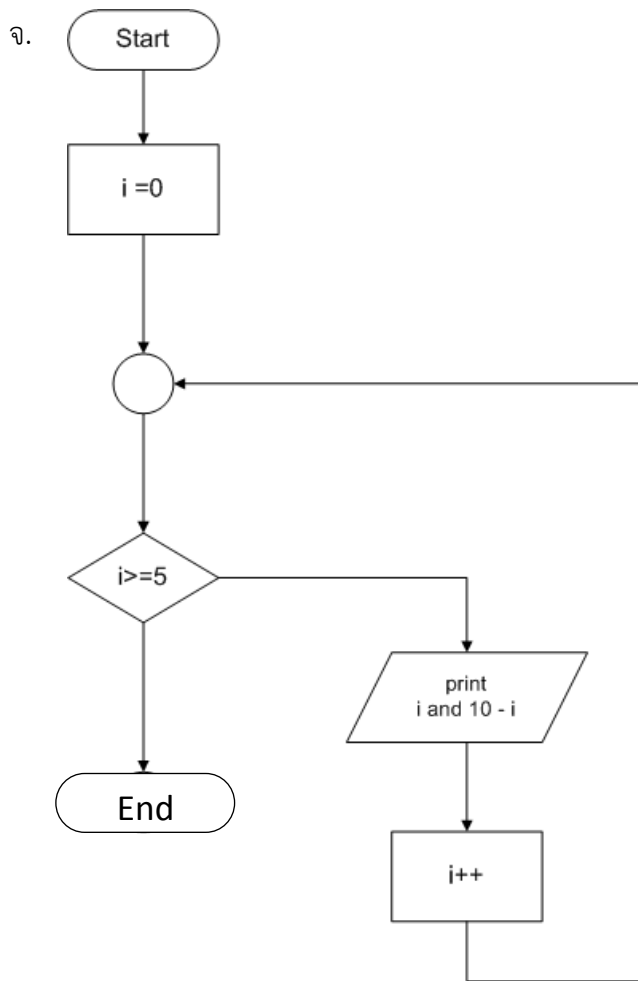 จ.
Start
i =0
i>=5
print
i and 10 - i
End
i++